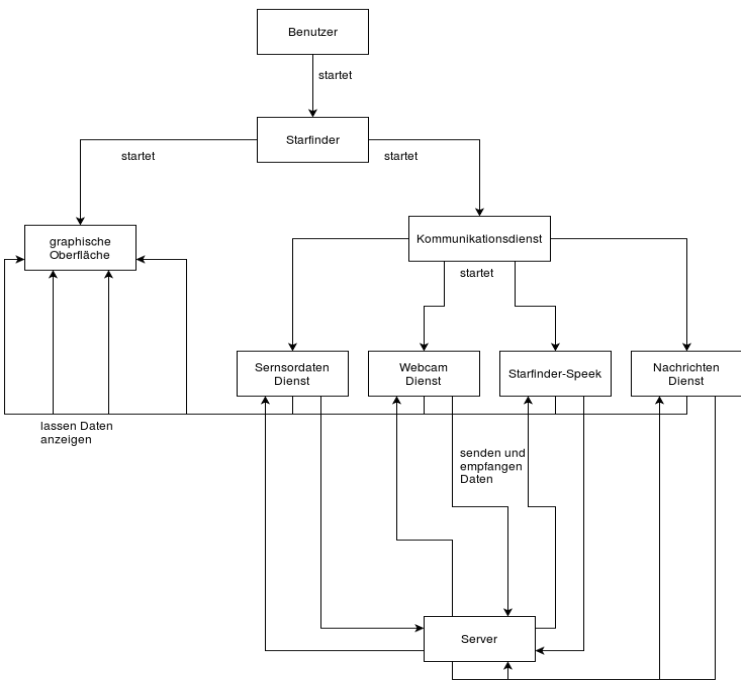 Benutzer
startet
Starfinder
startet
startet
graphische
Oberfläche
Kommunikationsdienst
startet
Sernsordaten
Dienst
Webcam
Dienst
Starfinder-Speek
Nachrichten
Dienst
lassen Daten
anzeigen
senden und
empfangen
Daten
Server